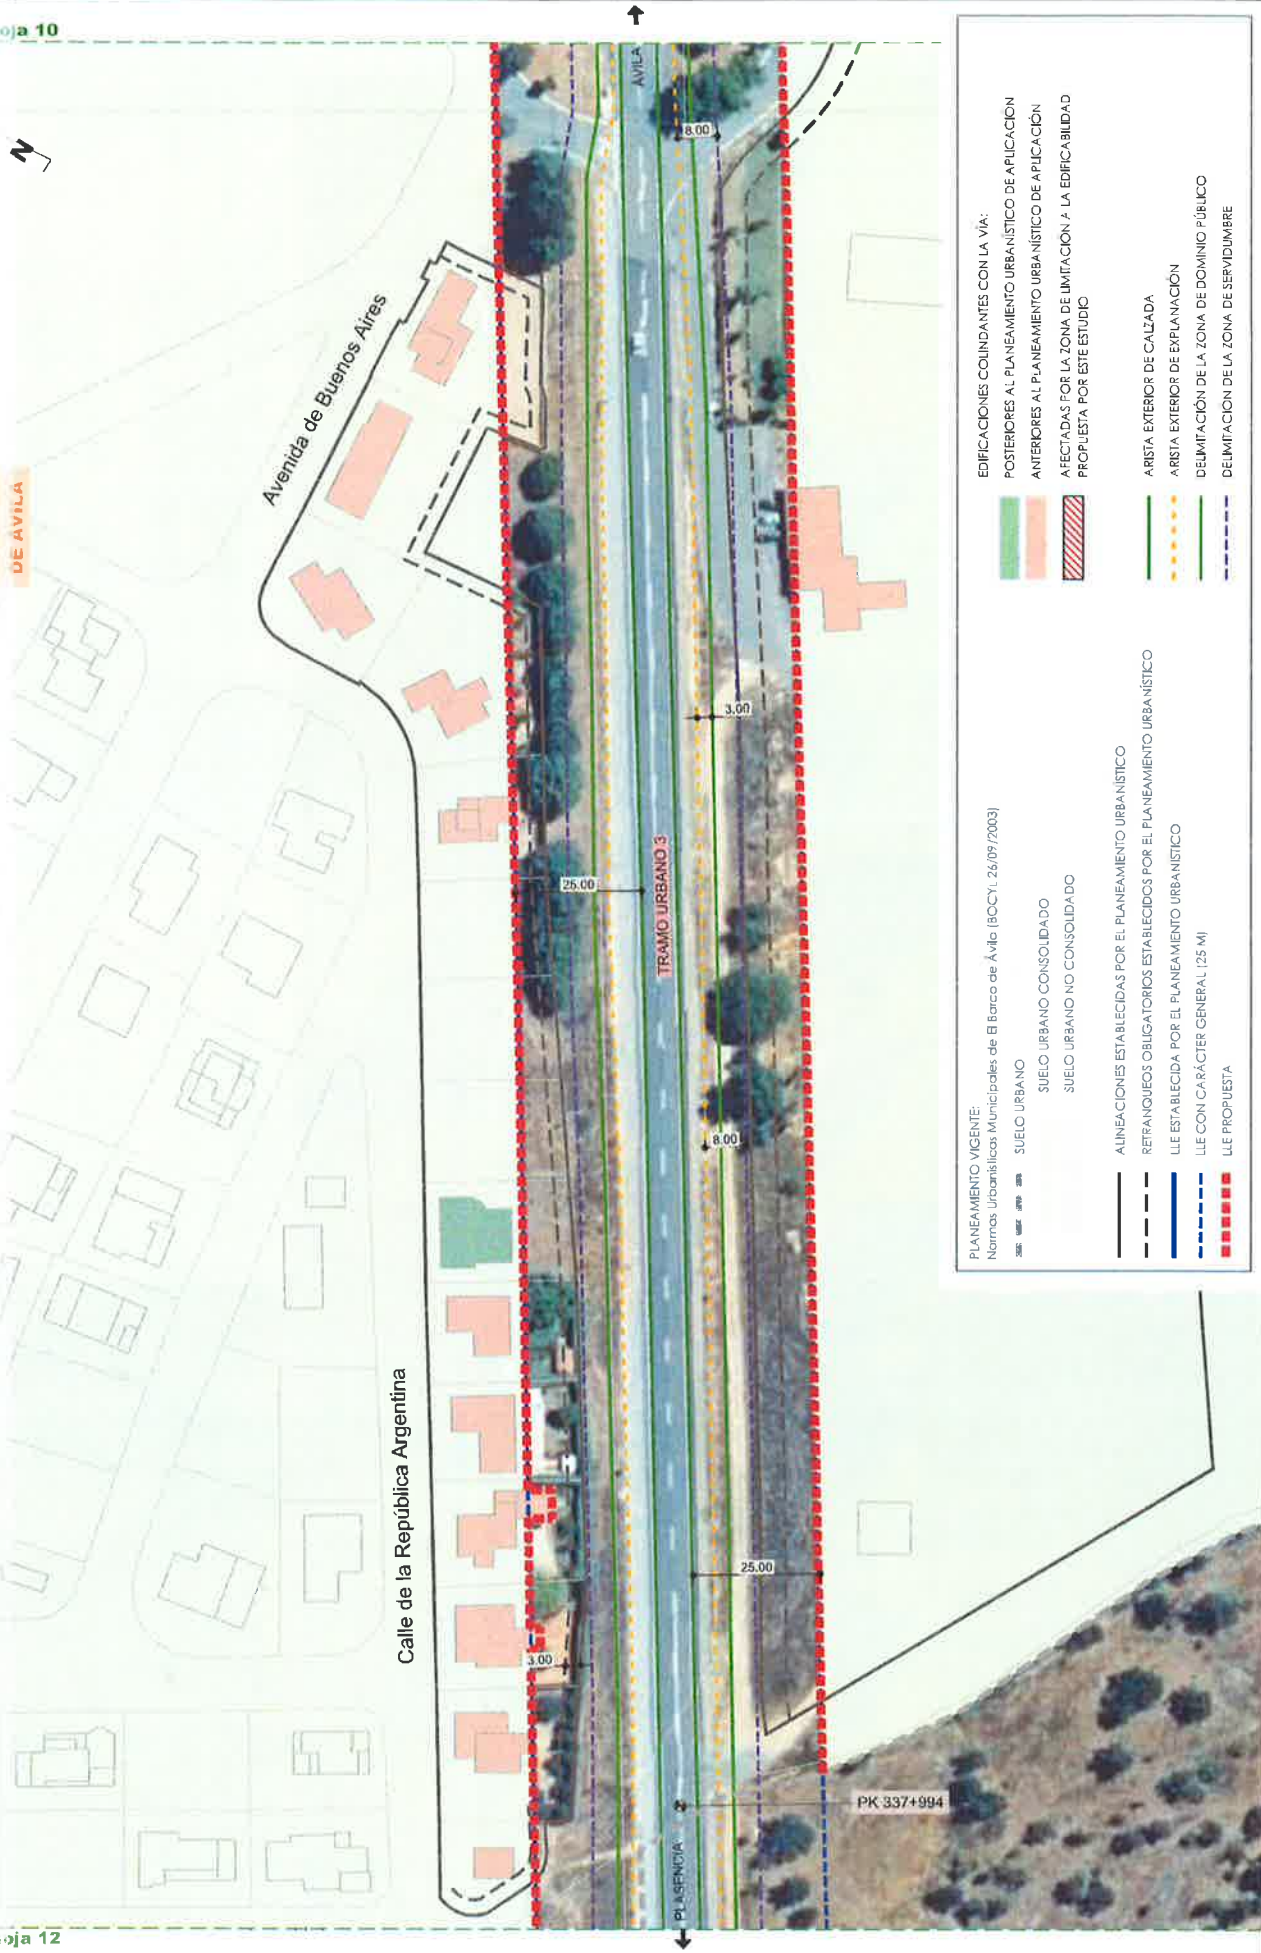 oja 10
N
DE ÁVILA
ÁVILA
8.00
Avenida de Buenos Aires
3.00
25.00
TRAMO URBANO 3
8.00
Calle de la República Argentina
25.00
3.00
PK 337+994
PLASENCIA
oja 12
PLANEAMIENTO VIGENTE:
Normas Urbanísticas Municipales de El Barco de Ávila (BOCYL 26/09/2003)
SUELO URBANO
SUELO URBANO CONSOLIDADO
SUELO URBANO NO CONSOLIDADO
ALINEACIONES ESTABLECIDAS POR EL PLANEAMIENTO URBANÍSTICO
RETRANQUEOS OBLIGATORIOS ESTABLECIDOS POR EL PLANEAMIENTO URBANÍSTICO
LLE ESTABLECIDA POR EL PLANEAMIENTO URBANÍSTICO
LLE CON CARÁCTER GENERAL (25 M)
LLE PROPUESTA
EDIFICACIONES COLINDANTES CON LA VÍA:
POSTERIORES AL PLANEAMIENTO URBANÍSTICO DE APLICACIÓN
ANTERIORES AL PLANEAMIENTO URBANÍSTICO DE APLICACIÓN
AFECTADAS POR LA ZONA DE LIMITACIÓN A LA EDIFICABILIDAD
PROPUESTA POR ESTE ESTUDIO
ARISTA EXTERIOR DE CALZADA
ARISTA EXTERIOR DE EXPLANACIÓN
DELIMITACIÓN DE LA ZONA DE DOMINIO PÚBLICO
DELIMITACION DE LA ZONA DE SERVIDUMBRE